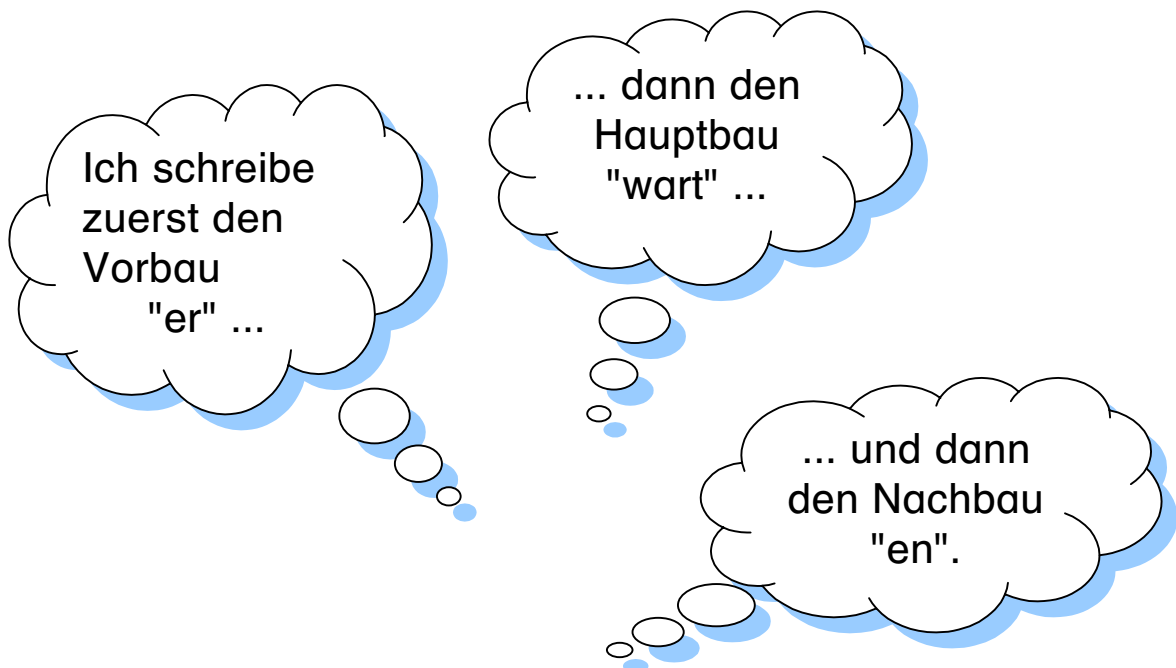 Ich schreibe
zuerst den
Vorbau
"er" ...
... dann den
Hauptbau
"wart" ...
... und dann
den Nachbau
"en".